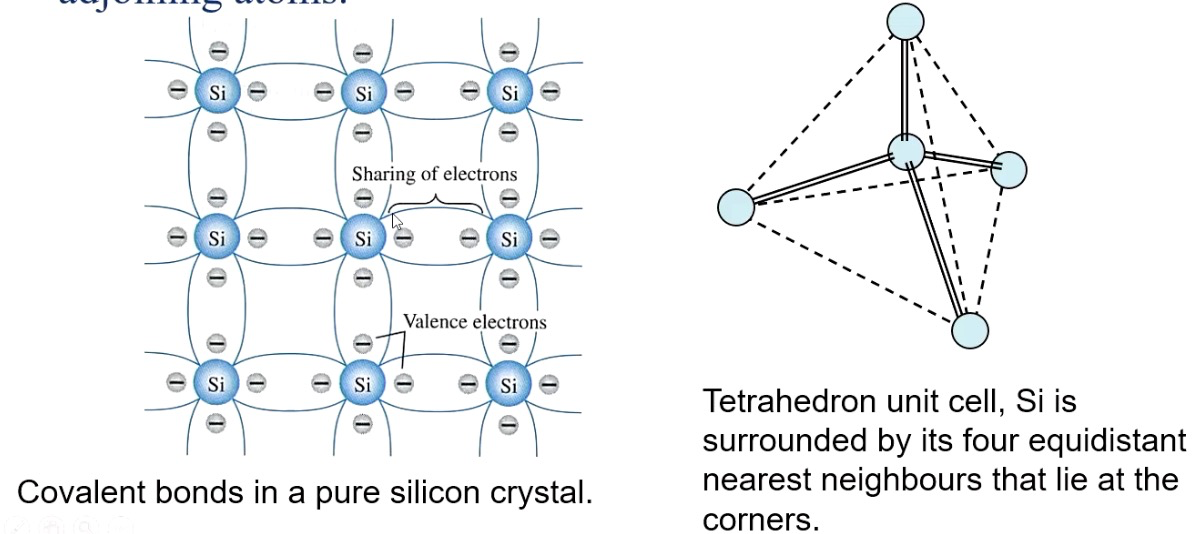 adjoining atoms.
Si Si Si
Sharing of electrons
Si Si Si
Valence electrons
Si Si Si
Covalent bonds in a pure silicon crystal.
Tetrahedron unit cell, Si is
surrounded by its four equidistant
nearest neighbours that lie at the
corners.